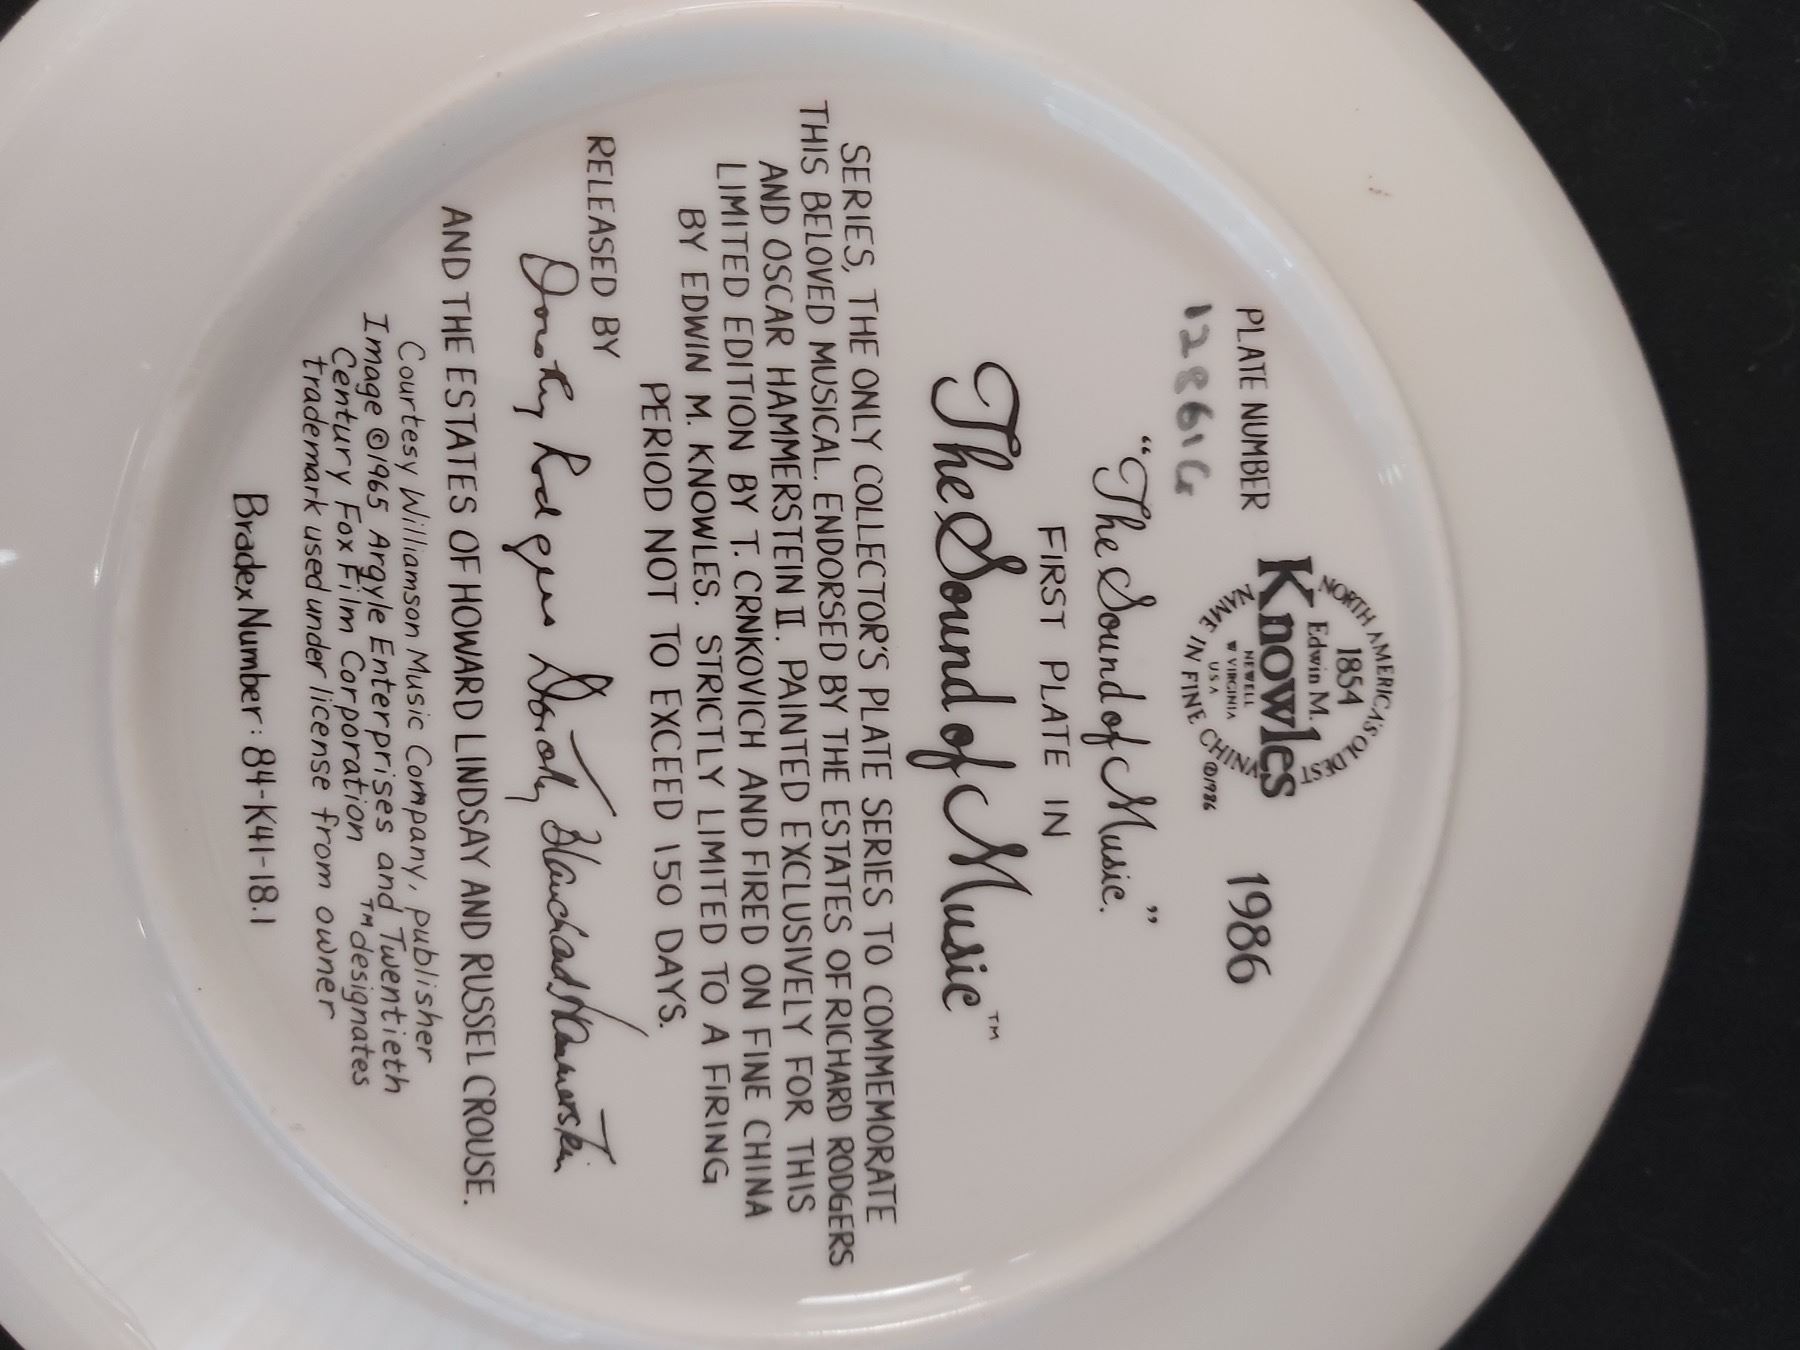 NORTH AMERICA'S OLDEST
1854
Edwin M.
Knowles
NEWELL
W VIRGINIA
USA
NAME IN FINE CHINA
©1986
PLATE NUMBER
12861G
1986
"The Sound of Music."
FIRST PLATE IN
The Sound of Music™
SERIES, THE ONLY COLLECTOR'S PLATE SERIES TO COMMEMORATE
THIS BELOVED MUSICAL. ENDORSED BY THE ESTATES OF RICHARD RODGERS
AND OSCAR HAMMERSTEIN II. PAINTED EXCLUSIVELY FOR THIS
LIMITED EDITION BY T. CRNKOVICH AND FIRED ON FINE CHINA
BY EDWIN M. KNOWLES. STRICTLY LIMITED TO A FIRING
PERIOD NOT TO EXCEED 150 DAYS.
RELEASED BY
Dorothy Rodgers Dorothy Blanchard Hammerstein
AND THE ESTATES OF HOWARD LINDSAY AND RUSSEL CROUSE.
Courtesy Williamson Music Company, publisher
Image ©1965 Argyle Enterprises and Twentieth
Century Fox Film Corporation ™designates
trademark used under license from owner
Bradex Number: 84-K41-18.1